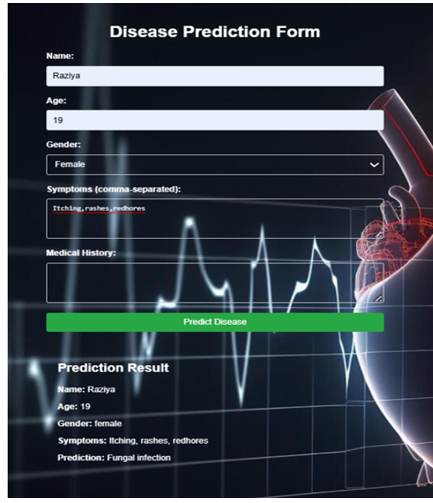 Disease Prediction Form
Name:
Raziya
Age:
19
Gender:
Female
Symptoms (comma-separated):
Itching,rashes,redhores
Medical History:
Predict Disease
Prediction Result
Name: Raziya
Age: 19
Gender: female
Symptoms: Itching, rashes, redhores
Prediction: Fungal infection